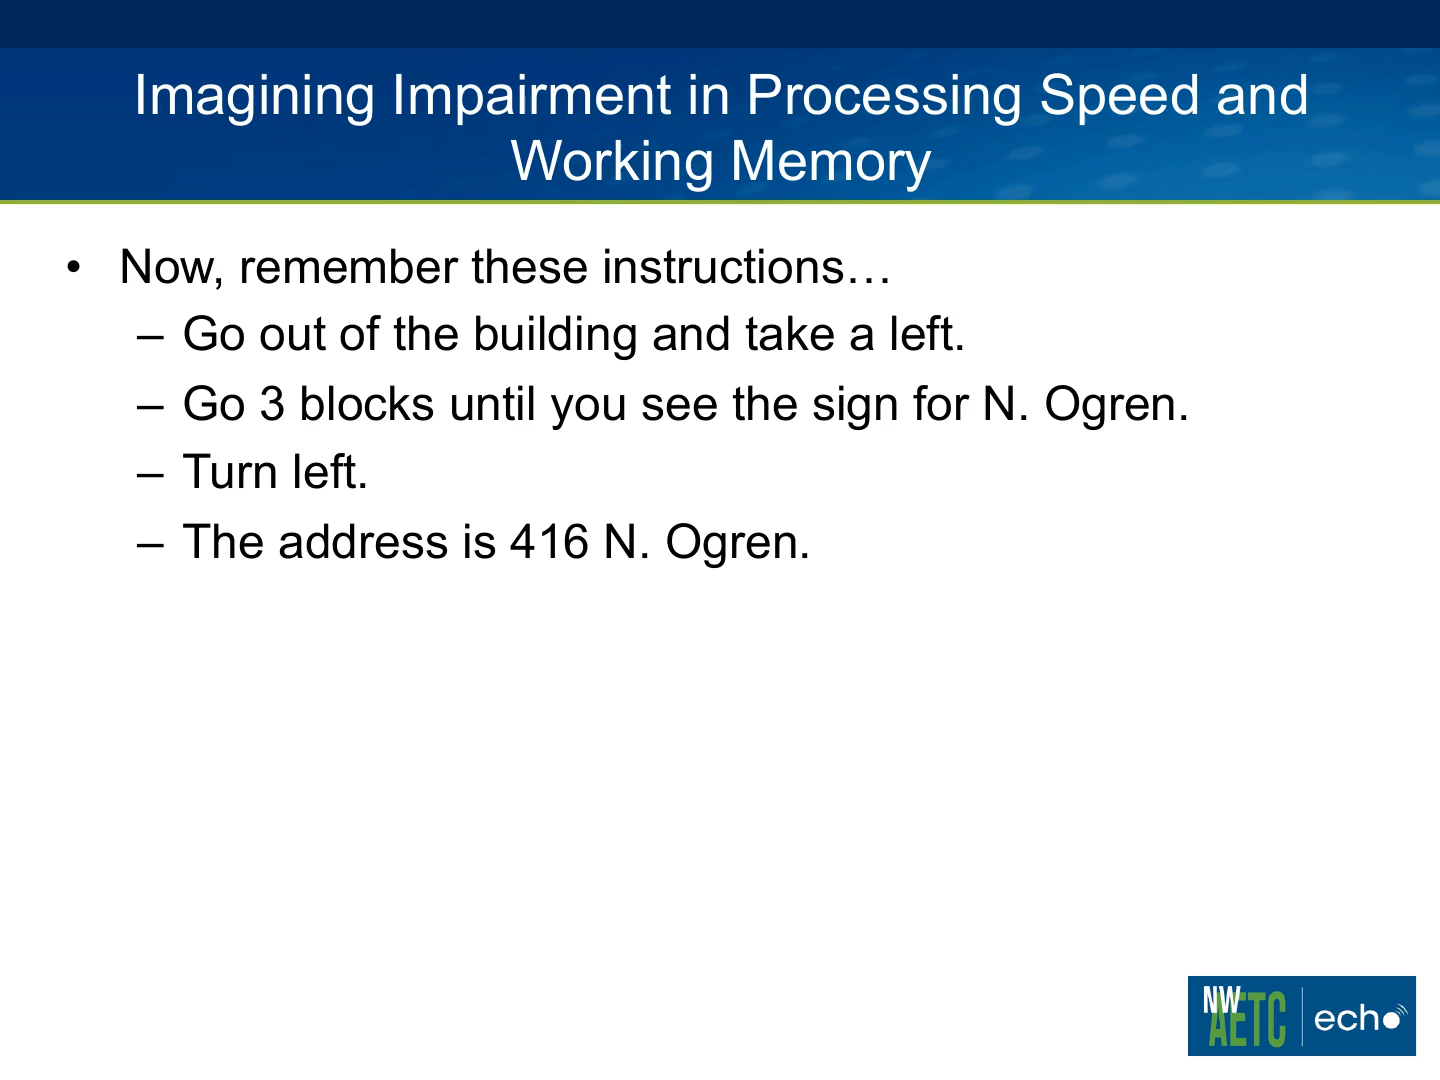 Imagining Impairment in Processing Speed and
Working Memory
• Now, remember these instructions…
– Go out of the building and take a left.
– Go 3 blocks until you see the sign for N. Ogren.
– Turn left.
– The address is 416 N. Ogren.
NW
AETC
echo